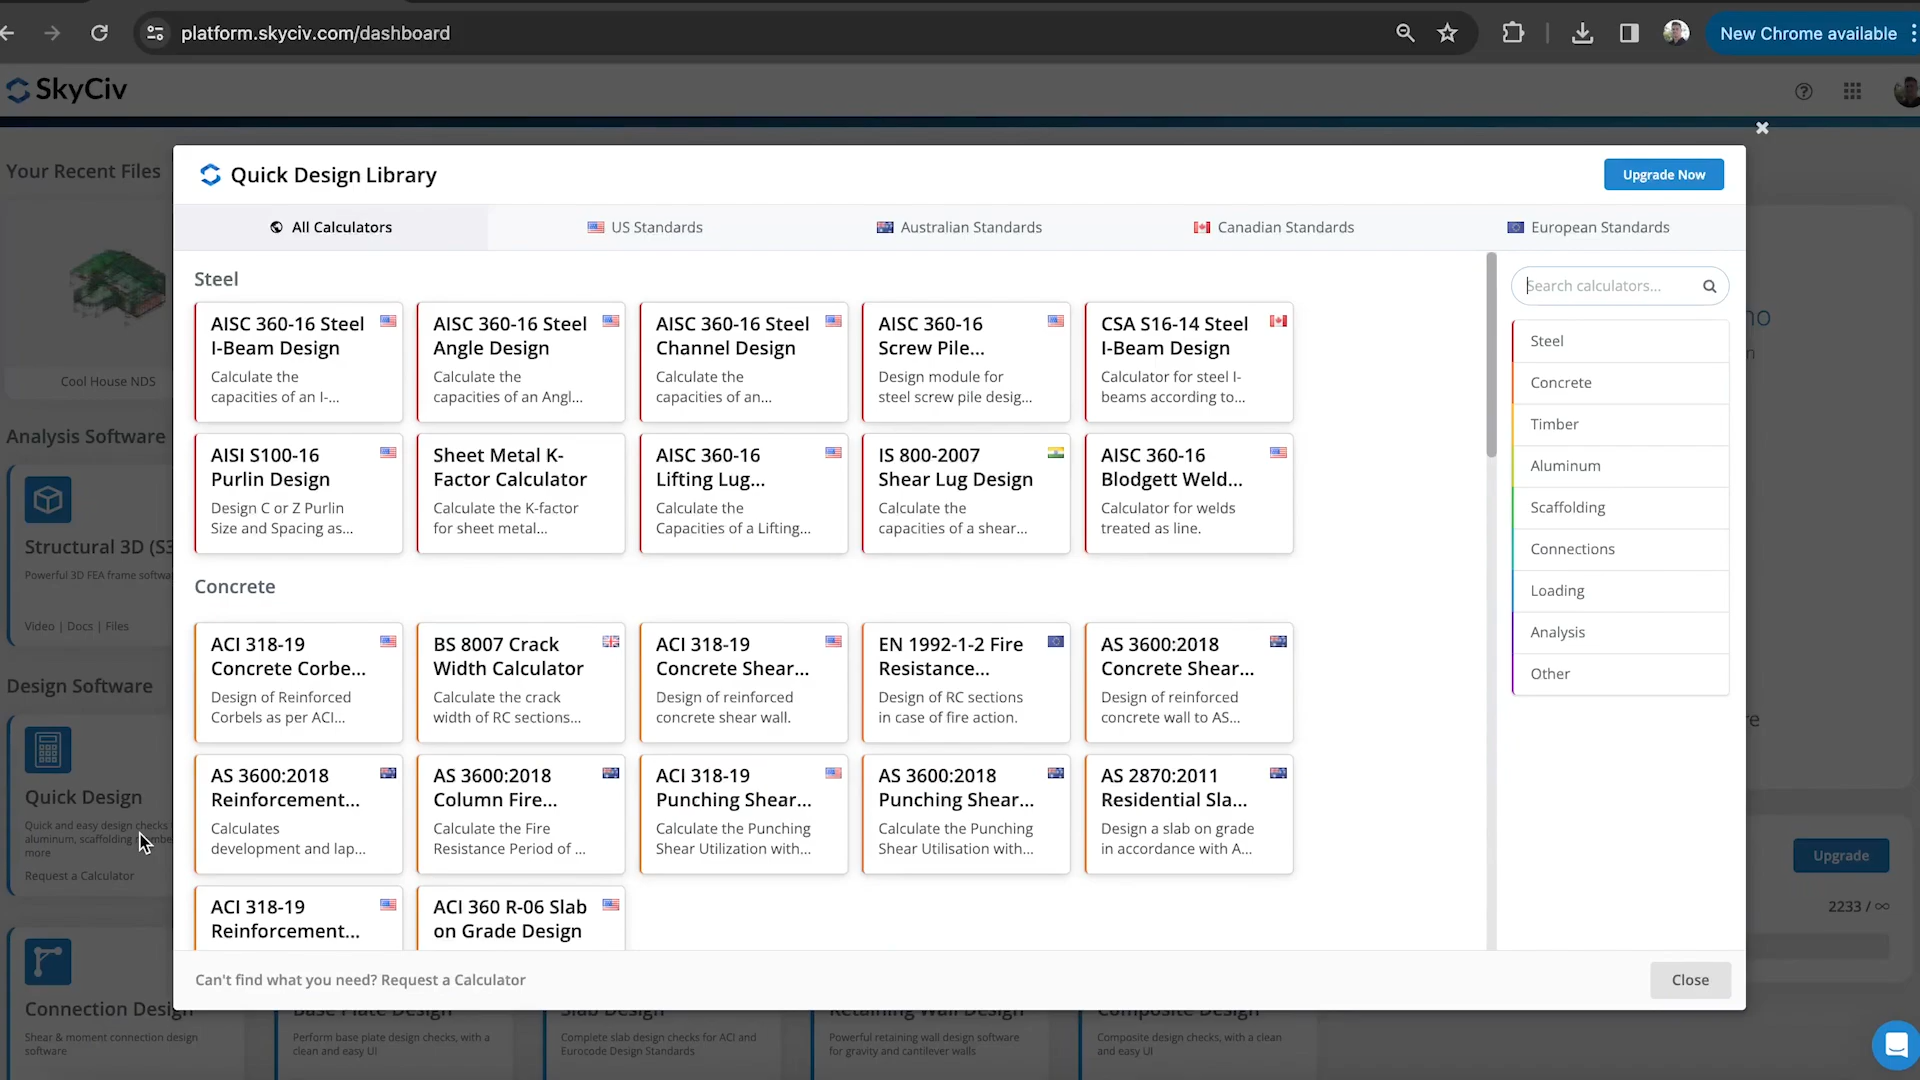 platform.skyciv.com/dashboard
New Chrome available
SkyCiv
Your Recent Files
Quick Design Library
Upgrade Now
All Calculators
US Standards
Australian Standards
Canadian Standards
European Standards
Steel
Search calculators...
AISC 360-16 Steel
I-Beam Design
Calculate the
capacities of an I-...
AISC 360-16 Steel
Angle Design
Calculate the
capacities of an Angl...
AISC 360-16 Steel
Channel Design
Calculate the
capacities of an...
AISC 360-16
Screw Pile...
Design module for
steel screw pile desig...
CSA S16-14 Steel
I-Beam Design
Calculator for steel I-
beams according to...
AISI S100-16
Purlin Design
Design C or Z Purlin
Size and Spacing as...
Sheet Metal K-
Factor Calculator
Calculate the K-factor
for sheet metal...
AISC 360-16
Lifting Lug...
Calculate the
Capacities of a Lifting...
IS 800-2007
Shear Lug Design
Calculate the
capacities of a shear...
AISC 360-16
Blodgett Weld...
Calculator for welds
treated as line.
Concrete
ACI 318-19
Concrete Corbe...
Design of Reinforced
Corbels as per ACI...
BS 8007 Crack
Width Calculator
Calculate the crack
width of RC sections...
ACI 318-19
Concrete Shear...
Design of reinforced
concrete shear wall.
EN 1992-1-2 Fire
Resistance...
Design of RC sections
in case of fire action.
AS 3600:2018
Concrete Shear...
Design of reinforced
concrete wall to AS...
AS 3600:2018
Reinforcement...
Calculates
development and lap...
AS 3600:2018
Column Fire...
Calculate the Fire
Resistance Period of ...
ACI 318-19
Punching Shear...
Calculate the Punching
Shear Utilization with...
AS 3600:2018
Punching Shear...
Calculate the Punching
Shear Utilisation with...
AS 2870:2011
Residential Sla...
Design a slab on grade
in accordance with A...
ACI 318-19
Reinforcement...
ACI 360 R-06 Slab
on Grade Design
Steel
Concrete
Timber
Aluminum
Scaffolding
Connections
Loading
Analysis
Other
Can't find what you need? Request a Calculator
Close
Cool House NDS
Analysis Software
Structural 3D (S3
Powerful 3D FEA frame softwa
Video | Docs | Files
Design Software
Quick Design
Quick and easy design checks
aluminum, scaffolding
more
Request a Calculator
Upgrade
2233 / ∞
Connection Design
Shear & moment connection design
software
Base Plate Design
Perform base plate design checks, with a
clean and easy UI
Slab Design
Complete slab design checks for ACI and
Eurocode Design Standards
Retaining Wall Design
Powerful retaining wall design software
for gravity and cantilever walls
Composite Design
Composite design checks, with a clean
and easy UI